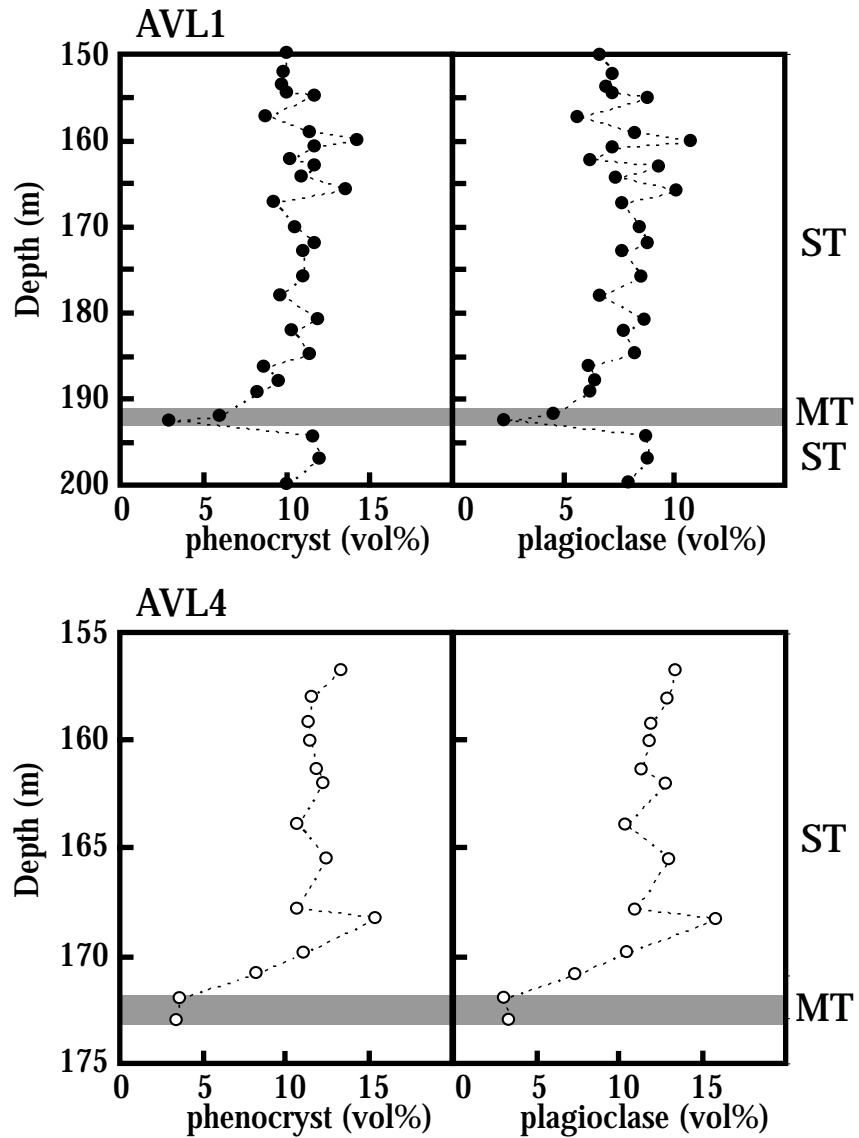 AVL1
150
160
170
180
190
200
Depth (m)
0 5 10 15
phenocryst (vol%)
0 5 10
plagioclase (vol%)
ST
MT
ST
AVL4
155
160
165
170
175
Depth (m)
0 5 10 15
phenocryst (vol%)
0 5 10 15
plagioclase (vol%)
ST
MT